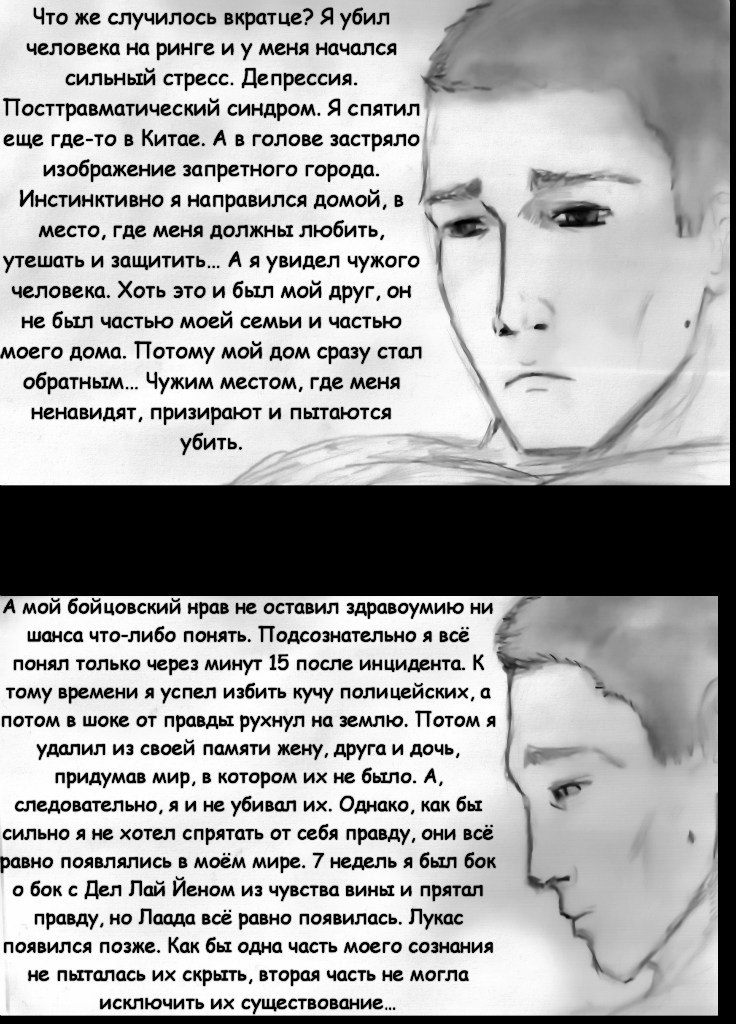 Что же случилось вкратце? Я убил
человека на ринге и у меня начался
сильный стресс. Депрессия.
Посттравматический синдром. Я спятил
еще где-то в Китае. А в голове застряло
изображение запретного города.
Инстинктивно я направился домой, в
место, где меня должны любить,
утешать и защитить... А я увидел чужого
человека. Хоть это и был мой друг, он
не был частью моей семьи и частью
моего дома. Потому мой дом сразу стал
обратным... Чужим местом, где меня
ненавидят, призирают и пытаются
убить.
А мой бойцовский нрав не оставил здравоумию ни
шанса что-либо понять. Подсознательно я всё
понял только через минут 15 после инцидента. К
тому времени я успел избить кучу полицейских, а
потом в шоке от правды рухнул на землю. Потом я
удалил из своей памяти жену, друга и дочь,
придумав мир, в котором их не было. А,
следовательно, я и не убивал их. Однако, как бы
сильно я не хотел спрятать от себя правду, они всё
равно появлялись в моём мире. 7 недель я был бок
о бок с Дел Лай Йеном из чувства вины и прятал
правду, но Лаада всё равно появилась. Лукас
появился позже. Как бы одна часть моего сознания
не пыталась их скрыть, вторая часть не могла
исключить их существование...